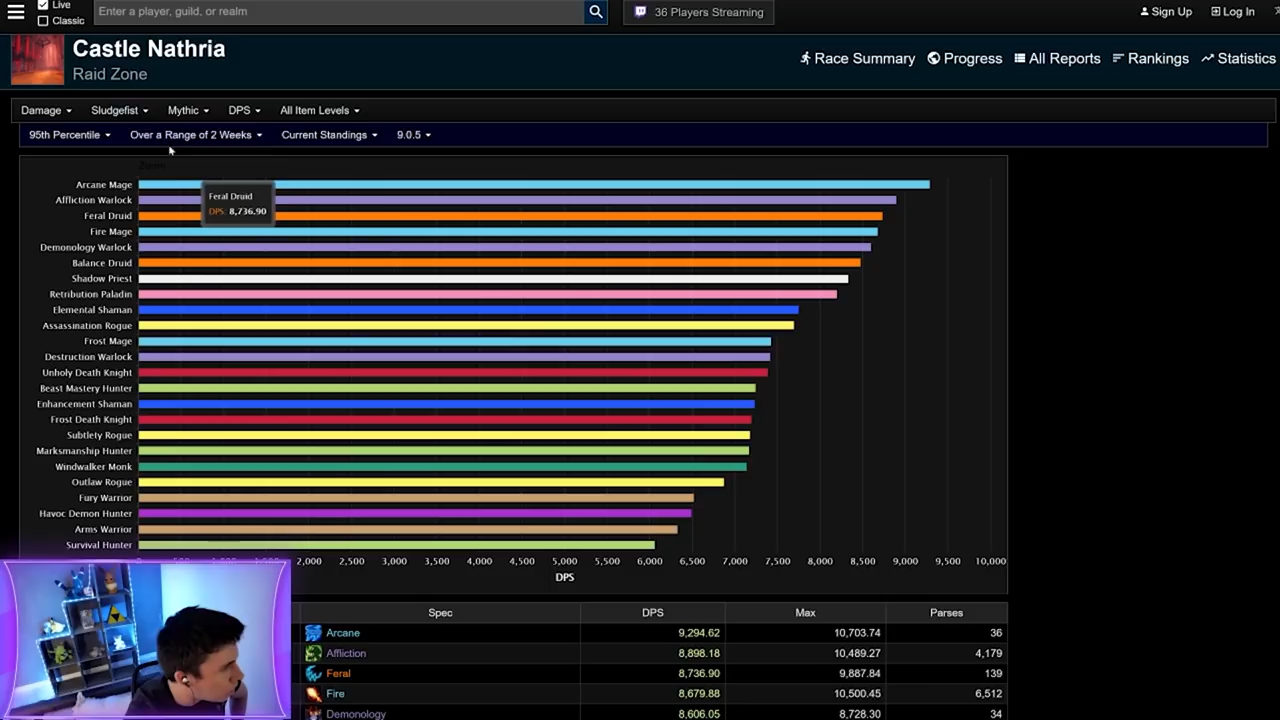 Live
Classic
Enter a player, guild, or realm
36 Players Streaming
Sign Up
Log In
Castle Nathria
Raid Zone
Race Summary
Progress
All Reports
Rankings
Statistics
Damage
Sludgefist
Mythic
DPS
All Item Levels
95th Percentile
Over a Range of 2 Weeks
Current Standings
9.0.5
Arcane Mage
Affliction Warlock
Feral Druid
Fire Mage
Demonology Warlock
Balance Druid
Shadow Priest
Retribution Paladin
Elemental Shaman
Assassination Rogue
Frost Mage
Destruction Warlock
Unholy Death Knight
Beast Mastery Hunter
Enhancement Shaman
Frost Death Knight
Subtlety Rogue
Marksmanship Hunter
Windwalker Monk
Outlaw Rogue
Fury Warrior
Havoc Demon Hunter
Arms Warrior
Survival Hunter
Feral Druid
DPS: 8,736.90
2,000 2,500 3,000 3,500 4,000 4,500 5,000 5,500 6,000 6,500 7,000 7,500 8,000 8,500 9,000 9,500 10,000
DPS
Spec DPS Max Parses
Arcane 9,294.62 10,703.74 36
Affliction 8,898.18 10,489.27 4,179
Feral 8,736.90 9,887.84 139
Fire 8,679.88 10,500.45 6,512
Demonology 8,606.05 8,728.30 34